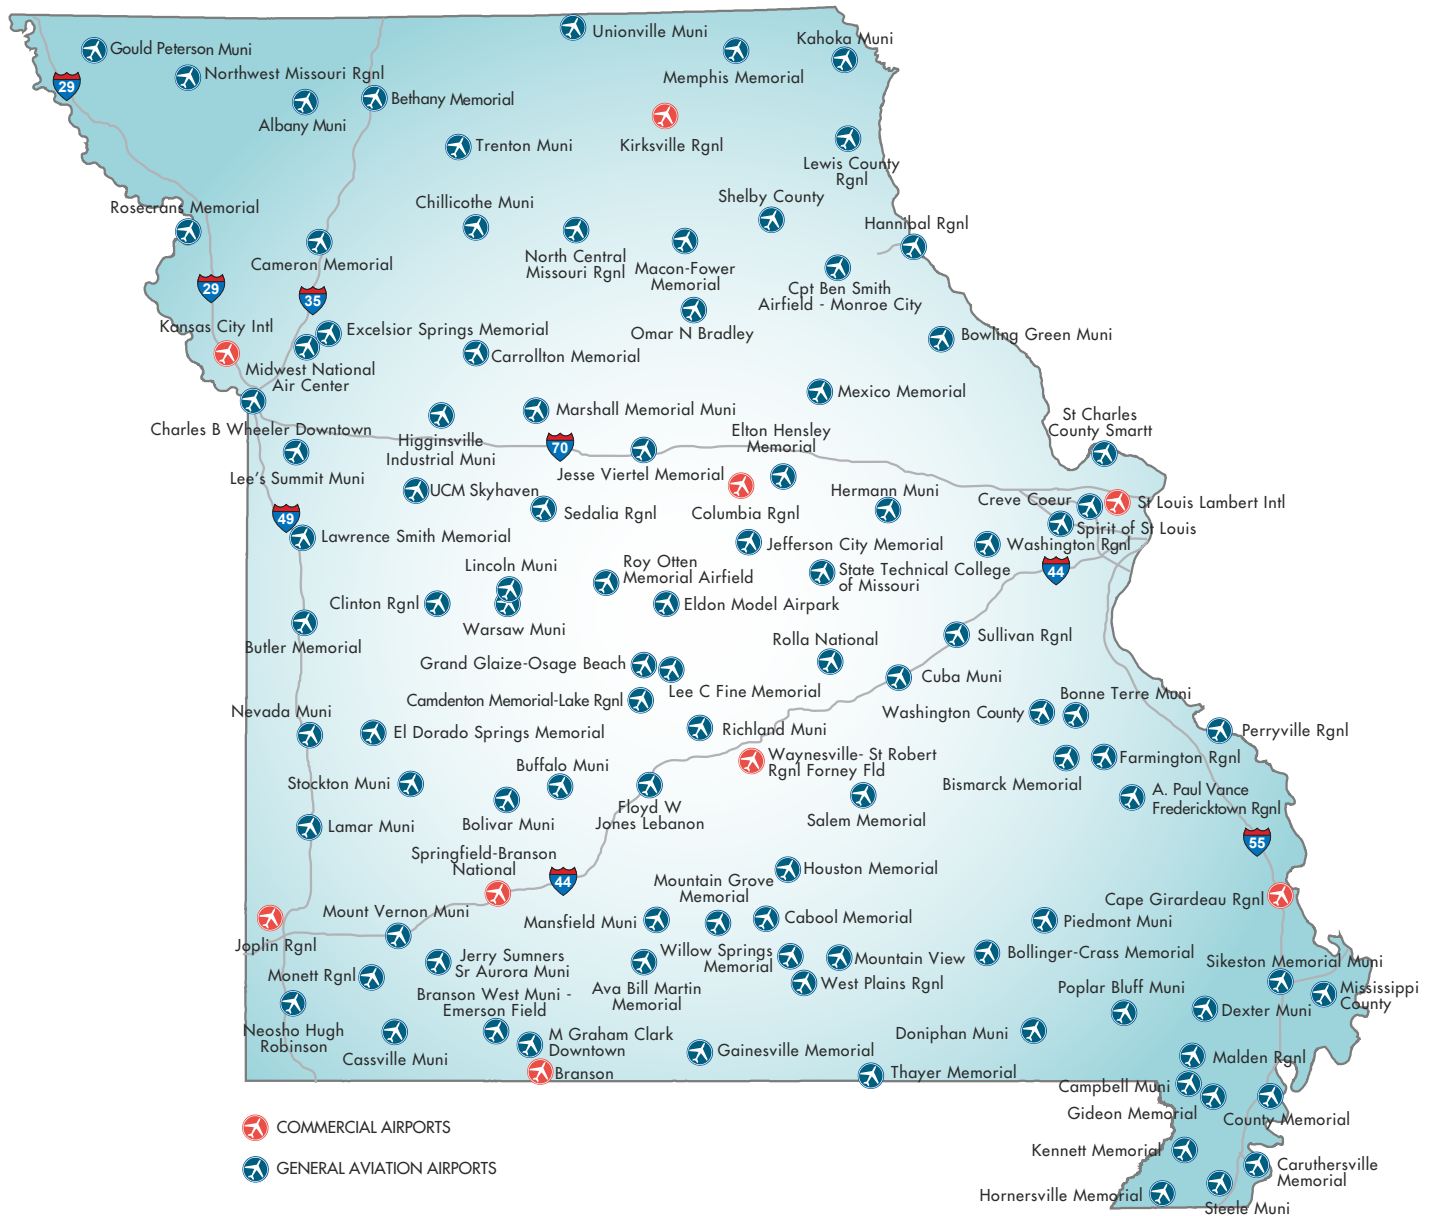 Unionville Muni
Kahoka Muni
Gould Peterson Muni
Northwest Missouri Rgnl
Memphis Memorial
29
Bethany Memorial
Albany Muni
Trenton Muni
Kirksville Rgnl
Lewis County
Rgnl
Shelby County
Chillicothe Muni
Rosecrans Memorial
Hannibal Rgnl
North Central
Missouri Rgnl
Macon-Fower
Memorial
Cameron Memorial
Cpt Ben Smith
Airfield - Monroe City
29
35
Kansas City Intl
Excelsior Springs Memorial
Omar N Bradley
Bowling Green Muni
Carrollton Memorial
Midwest National
Air Center
Mexico Memorial
Marshall Memorial Muni
St Charles
County Smartt
Charles B Wheeler Downtown
Higginsville
Industrial Muni
70
Elton Hensley
Memorial
Lee's Summit Muni
Jesse Viertel Memorial
UCM Skyhaven
Hermann Muni
Creve Coeur
St Louis Lambert Intl
Sedalia Rgnl
Columbia Rgnl
49
Spirit of St Louis
Lawrence Smith Memorial
Jefferson City Memorial
Washington Rgnl
Lincoln Muni
Roy Otten
Memorial Airfield
State Technical College
of Missouri
44
Clinton Rgnl
Eldon Model Airpark
Warsaw Muni
Butler Memorial
Rolla National
Sullivan Rgnl
Grand Glaize-Osage Beach
Cuba Muni
Lee C Fine Memorial
Bonne Terre Muni
Camdenton Memorial-Lake Rgnl
Washington County
Nevada Muni
El Dorado Springs Memorial
Richland Muni
Perryville Rgnl
Waynesville- St Robert
Rgnl Forney Fld
Farmington Rgnl
Buffalo Muni
Stockton Muni
Bismarck Memorial
A. Paul Vance
Fredericktown Rgnl
Floyd W
Jones Lebanon
Salem Memorial
Bolivar Muni
Lamar Muni
55
Springfield-Branson
National
44
Houston Memorial
Mountain Grove
Memorial
Cape Girardeau Rgnl
Mount Vernon Muni
Mansfield Muni
Cabool Memorial
Piedmont Muni
Joplin Rgnl
Jerry Sumners
Sr Aurora Muni
Willow Springs
Memorial
Mountain View
Bollinger-Crass Memorial
Sikeston Memorial Muni
Monett Rgnl
Ava Bill Martin
Memorial
West Plains Rgnl
Poplar Bluff Muni
Mississippi
County
Branson West Muni -
Emerson Field
Dexter Muni
Neosho Hugh
Robinson
Cassville Muni
M Graham Clark
Downtown
Gainesville Memorial
Doniphan Muni
Malden Rgnl
Branson
Thayer Memorial
Campbell Muni
Gideon Memorial
County Memorial
COMMERCIAL AIRPORTS
Kennett Memorial
GENERAL AVIATION AIRPORTS
Caruthersville
Memorial
Hornersville Memorial
Steele Muni